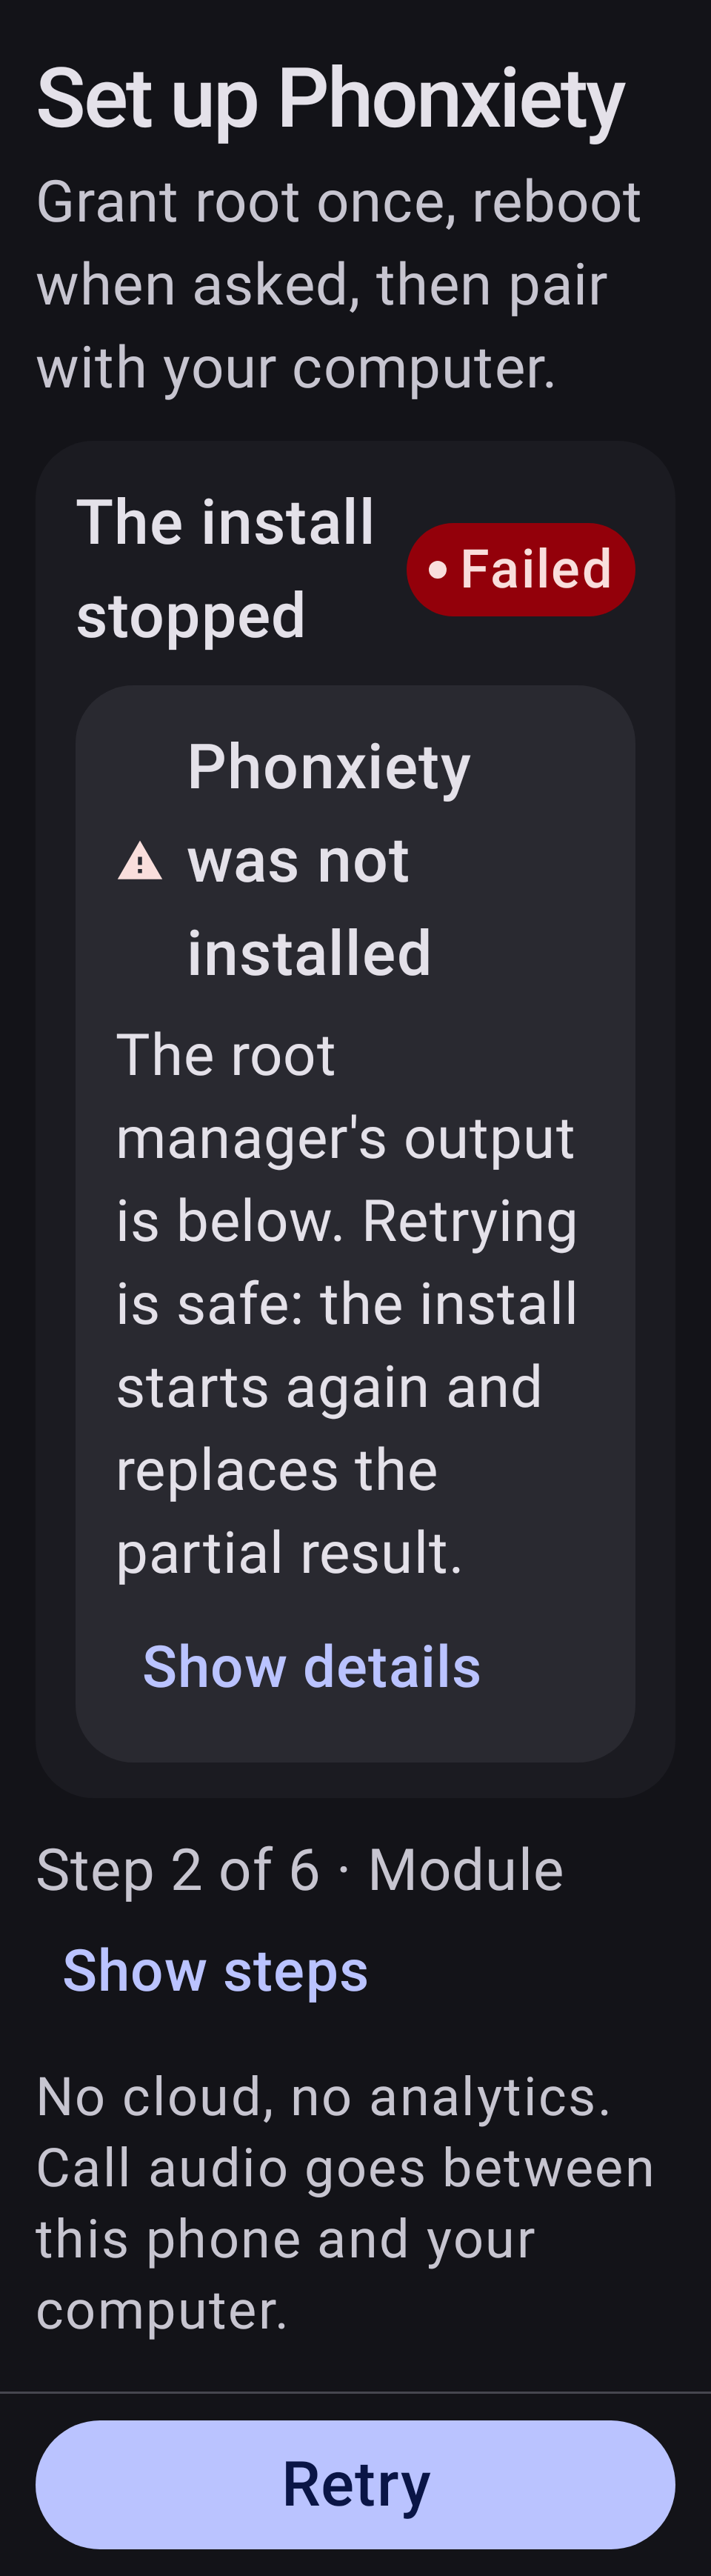 Set up Phonxiety
Grant root once, reboot
when asked, then pair
with your computer.
The install
stopped
Failed
Phonxiety
was not
installed
The root
manager's output
is below. Retrying
is safe: the install
starts again and
replaces the
partial result.
Show details
Step 2 of 6 · Module
Show steps
No cloud, no analytics.
Call audio goes between
this phone and your
computer.
Retry